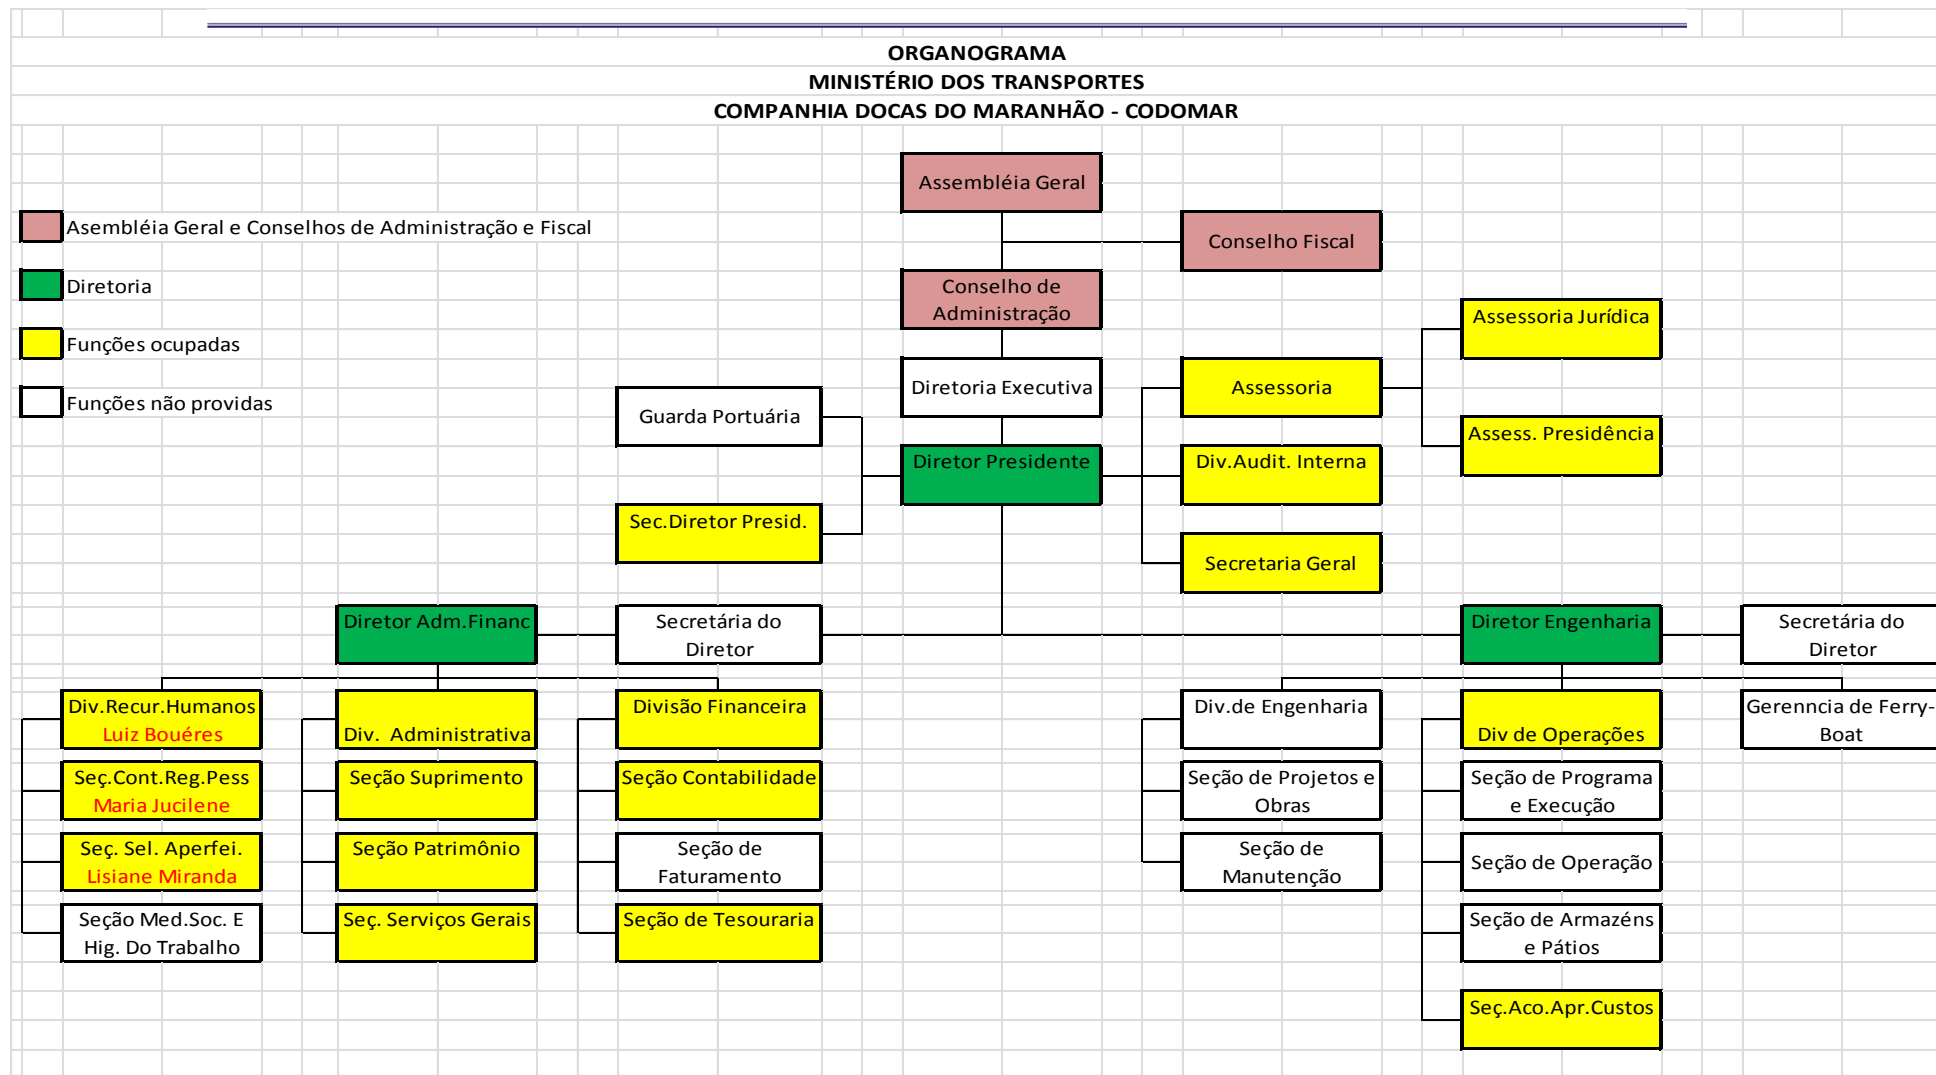 ORGANOGRAMA
MINISTÉRIO DOS TRANSPORTES
COMPANHIA DOCAS DO MARANHÃO - CODOMAR
Assembléia Geral
Asembléia Geral e Conselhos de Administração e Fiscal
Conselho Fiscal
Diretoria
Conselho de
Administração
Assessoria Jurídica
Funções ocupadas
Diretoria Executiva
Assessoria
Funções não providas
Guarda Portuária
Assess. Presidência
Diretor Presidente
Div.Audit. Interna
Sec.Diretor Presid.
Secretaria Geral
Diretor Adm.Financ
Secretária do
Diretor
Diretor Engenharia
Secretária do
Diretor
Div.Recur.Humanos
Luiz Bouéres
Div. Administrativa
Divisão Financeira
Div.de Engenharia
Div de Operações
Gerenncia de Ferry-
Boat
Seç.Cont.Reg.Pess
Maria Jucilene
Seção Suprimento
Seção Contabilidade
Seção de Projetos e
Obras
Seção de Programa
e Execução
Seç. Sel. Aperfei.
Lisiane Miranda
Seção Patrimônio
Seção de
Faturamento
Seção de
Manutenção
Seção de Operação
Seção Med.Soc. E
Hig. Do Trabalho
Seç. Serviços Gerais
Seção de Tesouraria
Seção de Armazéns
e Pátios
Seç.Aco.Apr.Custos